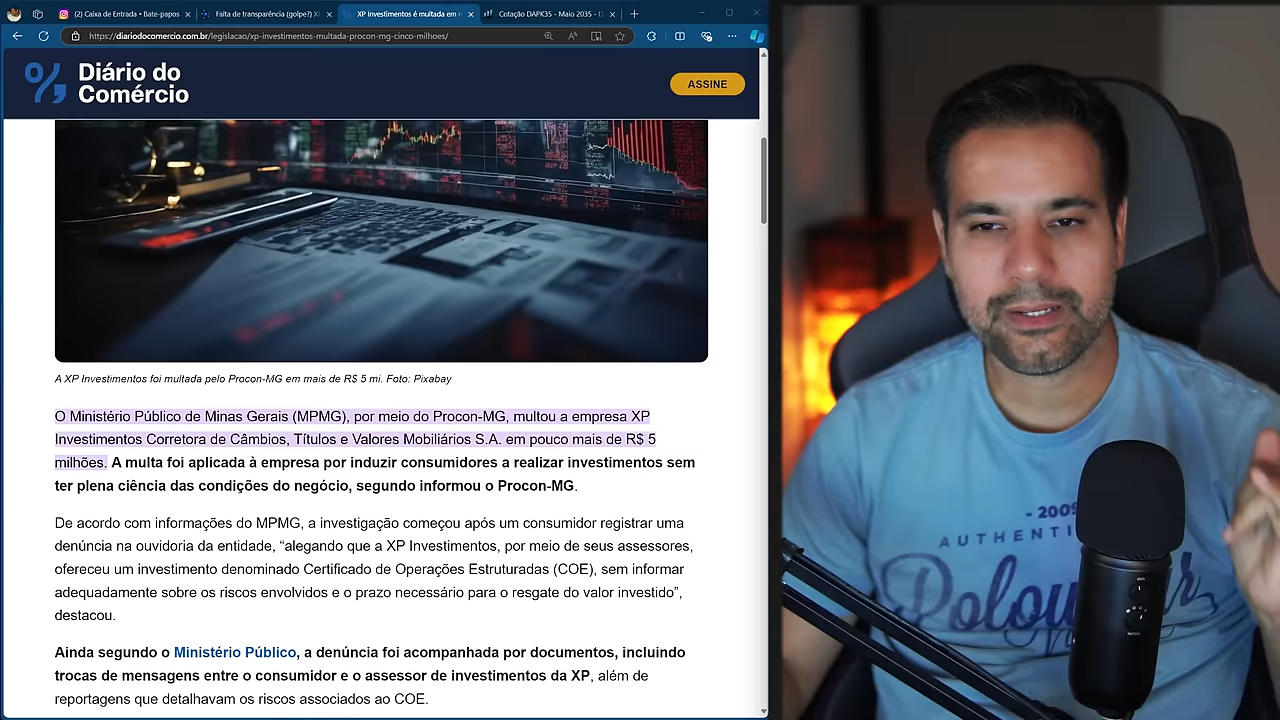 (2) Caixa de Entrada • Bate-papos
Falta de transparência (golpe?) XP
XP Investimentos é multada em m
Cotação DAPK35 - Maio 2035 - D
https://diariodocomercio.com.br/legislacao/xp-investimentos-multada-procon-mg-cinco-milhoes/
Diário do
Comércio
ASSINE
A XP Investimentos foi multada pelo Procon-MG em mais de R$ 5 mi. Foto: Pixabay
O Ministério Público de Minas Gerais (MPMG), por meio do Procon-MG, multou a empresa XP
Investimentos Corretora de Câmbios, Títulos e Valores Mobiliários S.A. em pouco mais de R$ 5
milhões. A multa foi aplicada à empresa por induzir consumidores a realizar investimentos sem
ter plena ciência das condições do negócio, segundo informou o Procon-MG.
De acordo com informações do MPMG, a investigação começou após um consumidor registrar uma
denúncia na ouvidoria da entidade, “alegando que a XP Investimentos, por meio de seus assessores,
ofereceu um investimento denominado Certificado de Operações Estruturadas (COE), sem informar
adequadamente sobre os riscos envolvidos e o prazo necessário para o resgate do valor investido”,
destacou.
Ainda segundo o Ministério Público, a denúncia foi acompanhada por documentos, incluindo
trocas de mensagens entre o consumidor e o assessor de investimentos da XP, além de
reportagens que detalhavam os riscos associados ao COE.
- 2009
AUTHENTI